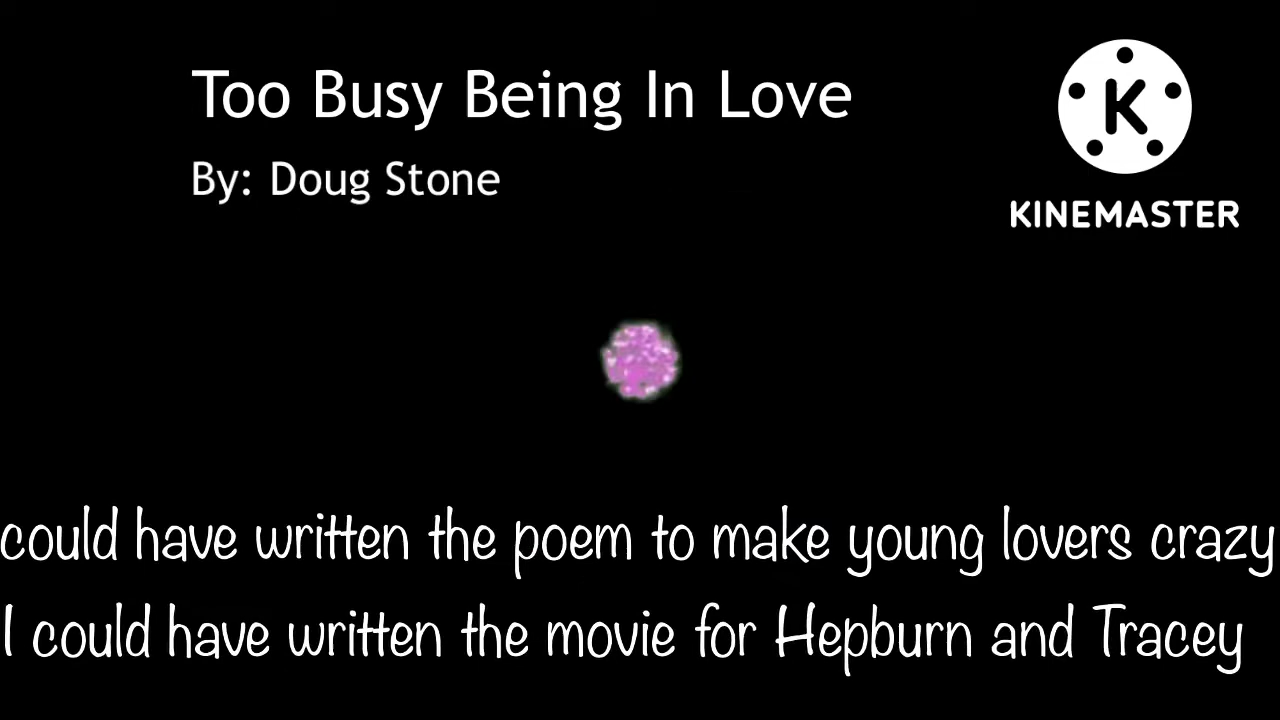 Too Busy Being In Love
By: Doug Stone
K
KINEMASTER
could have written the poem to make young lovers crazy
I could have written the movie for Hepburn and Tracey